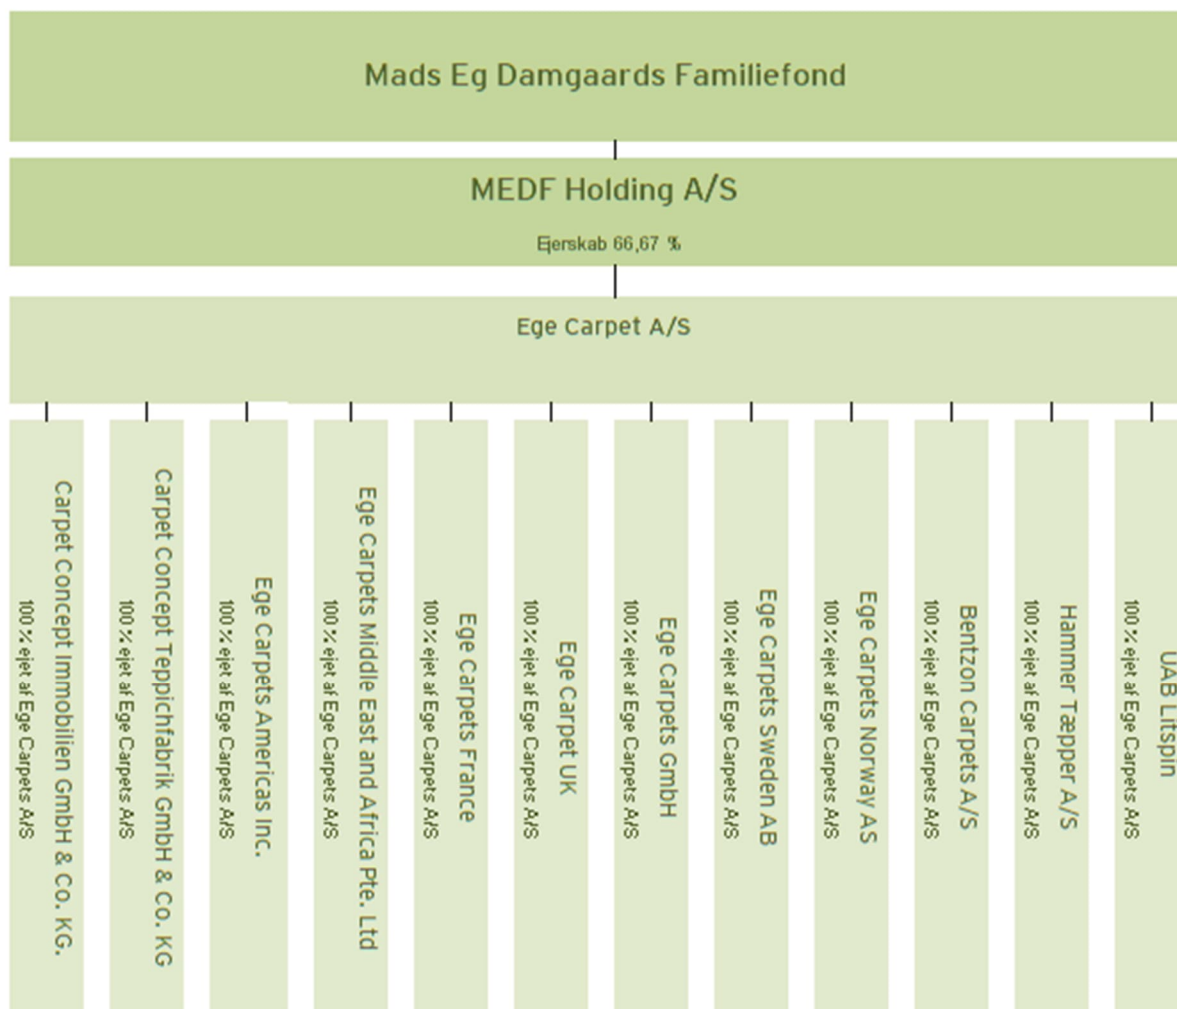 Mads Eg Damgaards Familiefond
MEDF Holding A/S
Ejerskab 66,67 %
Ege Carpet A/S
Carpet Concept Immobilien GmbH & Co. KG.
100 % ejet af Ege Carpets A/S
Carpet Concept Teppichfabrik GmbH & Co. KG
100 % ejet af Ege Carpets A/S
Ege Carpets Americas Inc.
100 % ejet af Ege Carpets A/S
Ege Carpets Middle East and Africa Pte. Ltd
100 % ejet af Ege Carpets A/S
Ege Carpets France
100 % ejet af Ege Carpets A/S
Ege Carpet UK
100 % ejet af Ege Carpets A/S
Ege Carpets GmbH
100 % ejet af Ege Carpets A/S
Ege Carpets Sweden AB
100 % ejet af Ege Carpets A/S
Ege Carpets Norway AS
100 % ejet af Ege Carpets A/S
Bentzon Carpets A/S
100 % ejet af Ege Carpets A/S
Hammer Tæpper A/S
100 % ejet af Ege Carpets A/S
UAB Litspin
100 % ejet af Ege Carpets A/S